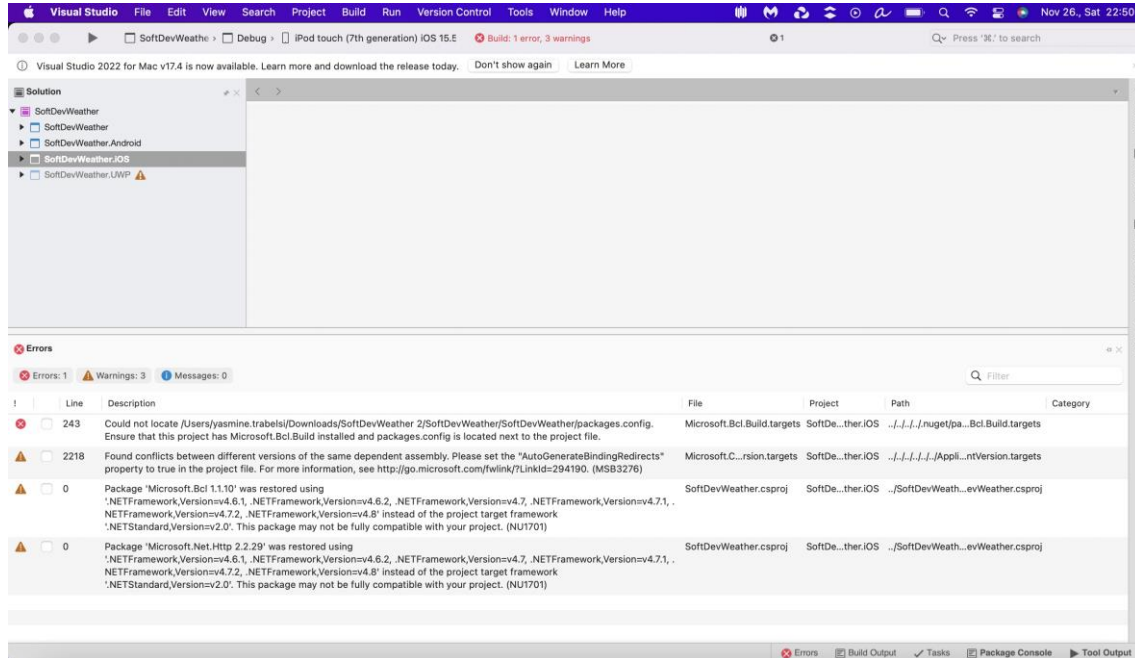 Visual Studio File Edit View Search Project Build Run Version Control Tools Window Help Nov 26., Sat 22:50
SoftDevWeathe › Debug › iPod touch (7th generation) iOS 15.5 Build: 1 error, 3 warnings 1 Press '⌘.' to search
Visual Studio 2022 for Mac v17.4 is now available. Learn more and download the release today. Don't show again Learn More
Solution
SoftDevWeather
SoftDevWeather
SoftDevWeather.Android
SoftDevWeather.iOS
SoftDevWeather.UWP
Errors
Errors: 1 Warnings: 3 Messages: 0 Filter
! Line Description File Project Path Category
243 Could not locate /Users/yasmine.trabelsi/Downloads/SoftDevWeather 2/SoftDevWeather/SoftDevWeather/packages.config. Microsoft.Bcl.Build.targets SoftDe...ther.iOS ../../../../.nuget/pa...Bcl.Build.targets
Ensure that this project has Microsoft.Bcl.Build installed and packages.config is located next to the project file.
2218 Found conflicts between different versions of the same dependent assembly. Please set the "AutoGenerateBindingRedirects" Microsoft.C...rsion.targets SoftDe...ther.iOS ../../../../../Appli...ntVersion.targets
property to true in the project file. For more information, see http://go.microsoft.com/fwlink/?LinkId=294190. (MSB3276)
0 Package 'Microsoft.Bcl 1.1.10' was restored using SoftDevWeather.csproj SoftDe...ther.iOS ../SoftDevWeath...evWeather.csproj
'.NETFramework,Version=v4.6.1, .NETFramework,Version=v4.6.2, .NETFramework,Version=v4.7, .NETFramework,Version=v4.7.1, .
NETFramework,Version=v4.7.2, .NETFramework,Version=v4.8' instead of the project target framework
'.NETStandard,Version=v2.0'. This package may not be fully compatible with your project. (NU1701)
0 Package 'Microsoft.Net.Http 2.2.29' was restored using SoftDevWeather.csproj SoftDe...ther.iOS ../SoftDevWeath...evWeather.csproj
'.NETFramework,Version=v4.6.1, .NETFramework,Version=v4.6.2, .NETFramework,Version=v4.7, .NETFramework,Version=v4.7.1, .
NETFramework,Version=v4.7.2, .NETFramework,Version=v4.8' instead of the project target framework
'.NETStandard,Version=v2.0'. This package may not be fully compatible with your project. (NU1701)
Errors Build Output Tasks Package Console Tool Output